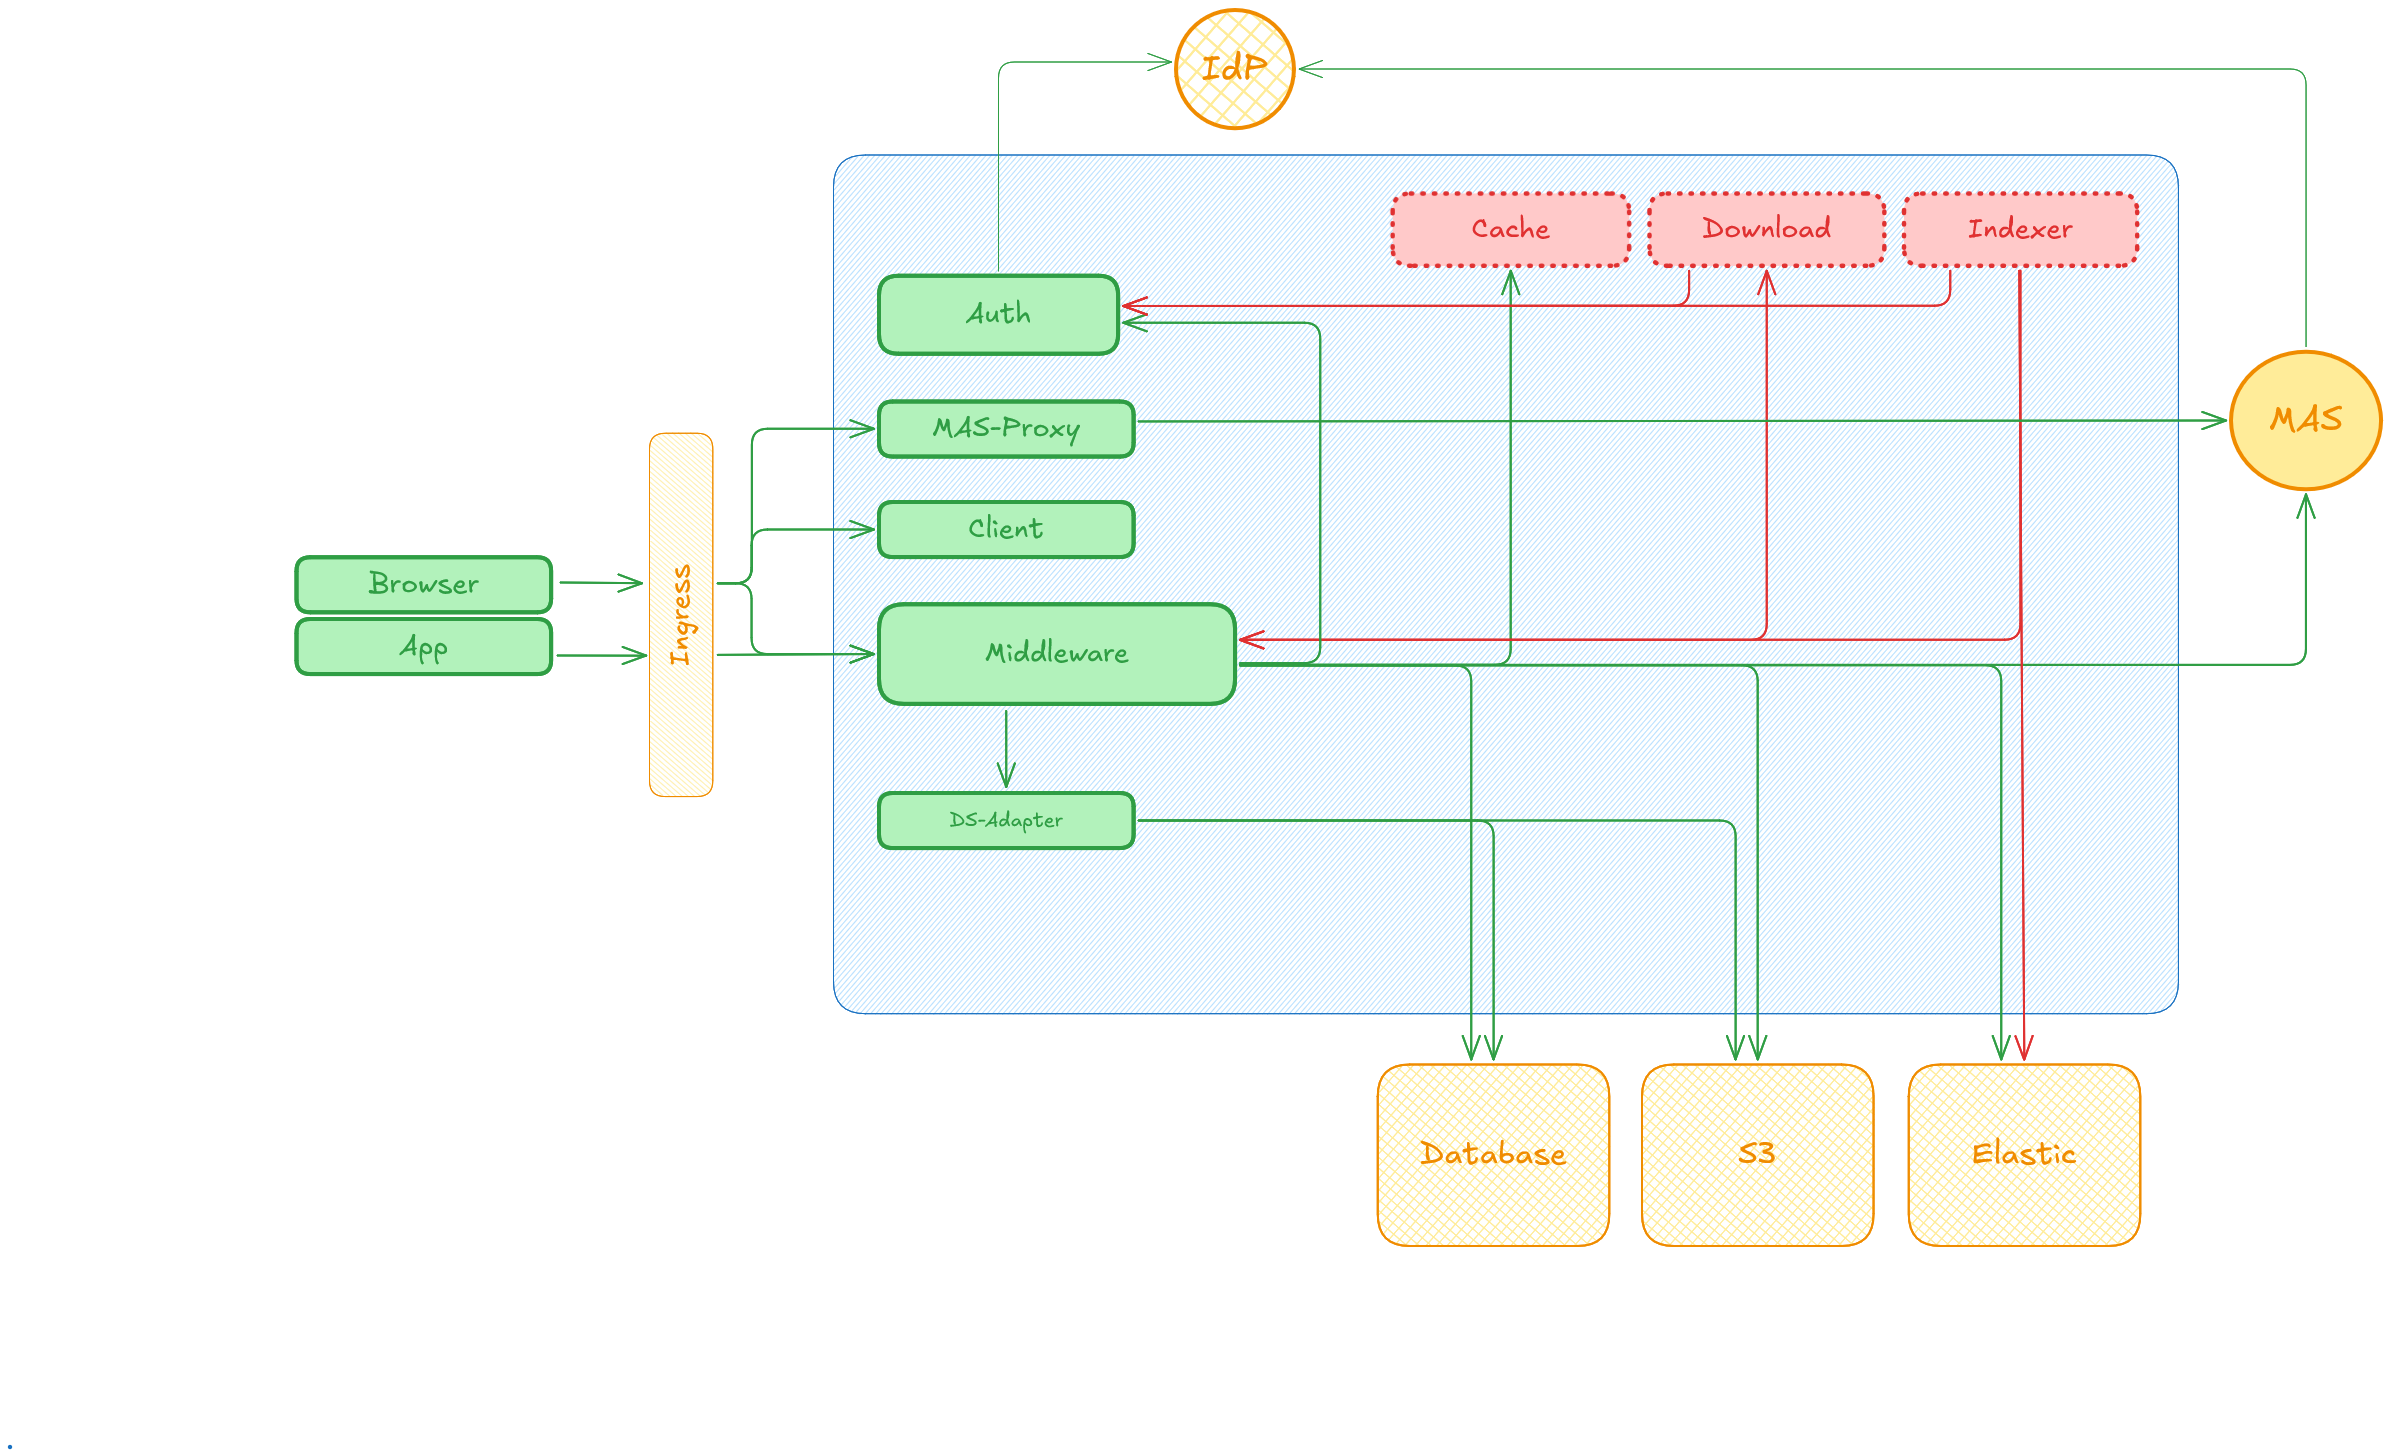 IdP
Cache
Download
Indexer
Auth
MAS-Proxy
MAS
Client
Browser
Ingress
App
Middleware
DS-Adapter
Database
S3
Elastic